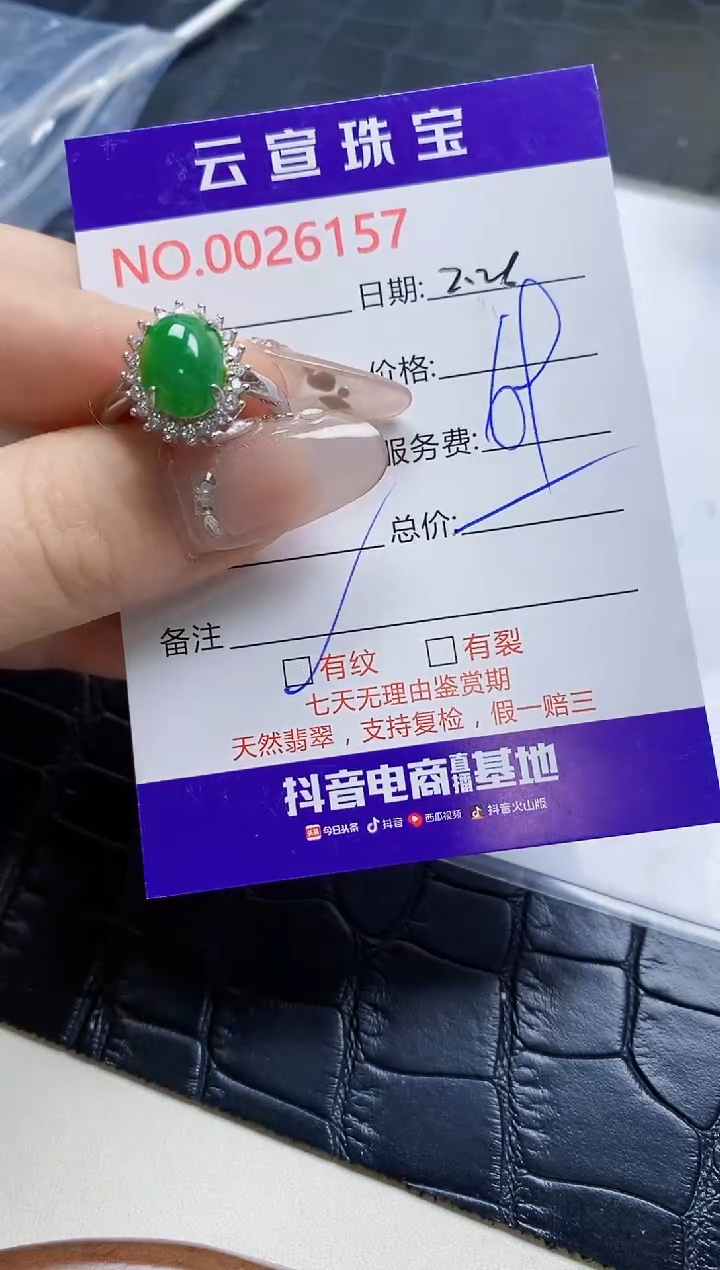 云宣珠宝
NO.0026157
日期:
价格:
服务费:
总价:
备注
有纹 有裂
七天无理由鉴赏期
天然翡翠，支持复检，假一赔三
抖音电商直播基地
今日头条 抖音 西瓜视频 抖音火山版